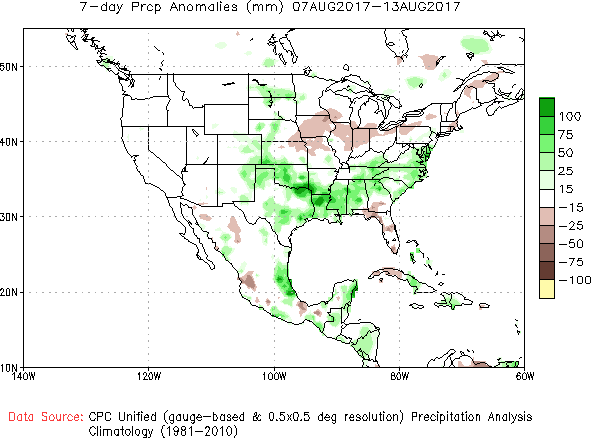 7-day Prcp Anomalies (mm) 07AUG2017-13AUG2017
50N
40N
30N
20N
10N
140W 120W 100W 80W 60W
100
75
50
25
15
-15
-25
-50
-75
-100
Data Source: CPC Unified (gauge-based & 0.5x0.5 deg resolution) Precipitation Analysis
Climatology (1981-2010)